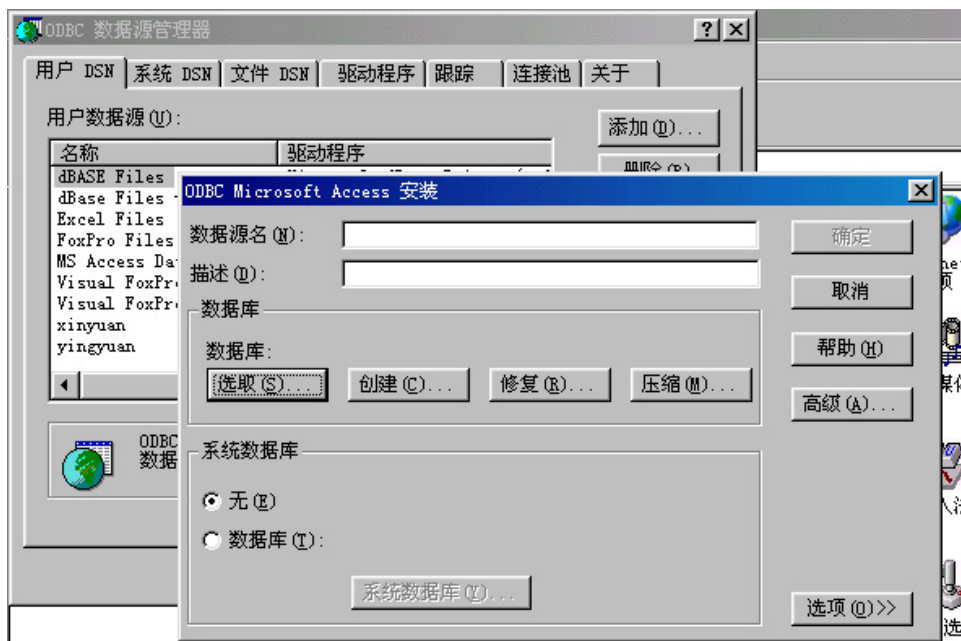 ODBC 数据源管理器
用户 DSN 系统 DSN 文件 DSN 驱动程序 跟踪 连接池 关于
用户数据源(U):
添加(D)...
名称 驱动程序
dBASE Files
dBase Files
Excel Files
FoxPro Files
MS Access Da
Visual FoxPr
Visual FoxPr
xinyuan
yingyuan
ODBC
数据
ODBC Microsoft Access 安装
数据源名(N):
确定
描述(D):
取消
数据库
数据库:
帮助(H)
选取(S)... 创建(C)... 修复(R)... 压缩(M)...
高级(A)...
系统数据库
无(E)
数据库(T):
系统数据库(Y)...
选项(O)>>